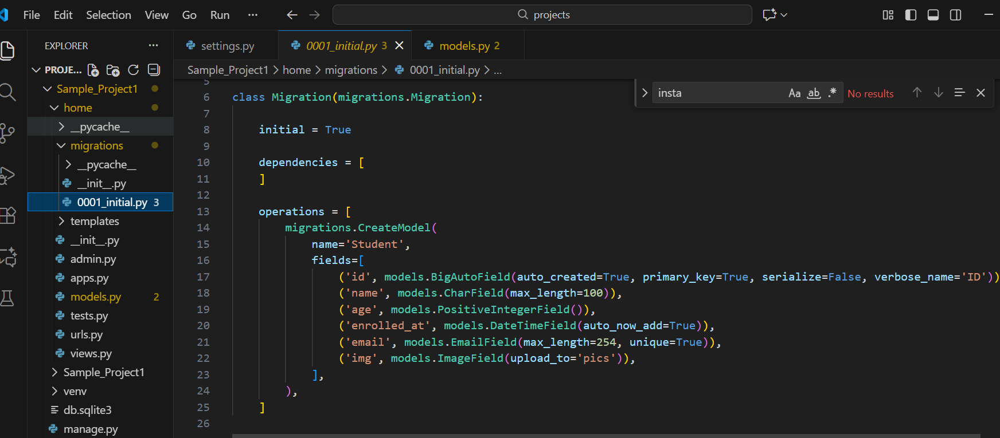 File Edit Selection View Go Run ··· projects
EXPLORER ···
settings.py
0001_initial.py 3
models.py 2
PROJE...
Sample_Project1 > home > migrations > 0001_initial.py > ...
insta Aa ab .* No results
Sample_Project1
home
__pycache__
migrations
__pycache__
__init__.py
0001_initial.py 3
templates
__init__.py
admin.py
apps.py
models.py 2
tests.py
urls.py
views.py
Sample_Project1
venv
db.sqlite3
manage.py
5
6 class Migration(migrations.Migration):
7
8 initial = True
9
10 dependencies = [
11 ]
12
13 operations = [
14 migrations.CreateModel(
15 name='Student',
16 fields=[
17 ('id', models.BigAutoField(auto_created=True, primary_key=True, serialize=False, verbose_name='ID'))
18 ('name', models.CharField(max_length=100)),
19 ('age', models.PositiveIntegerField()),
20 ('enrolled_at', models.DateTimeField(auto_now_add=True)),
21 ('email', models.EmailField(max_length=254, unique=True)),
22 ('img', models.ImageField(upload_to='pics')),
23 ],
24 ),
25 ]
26